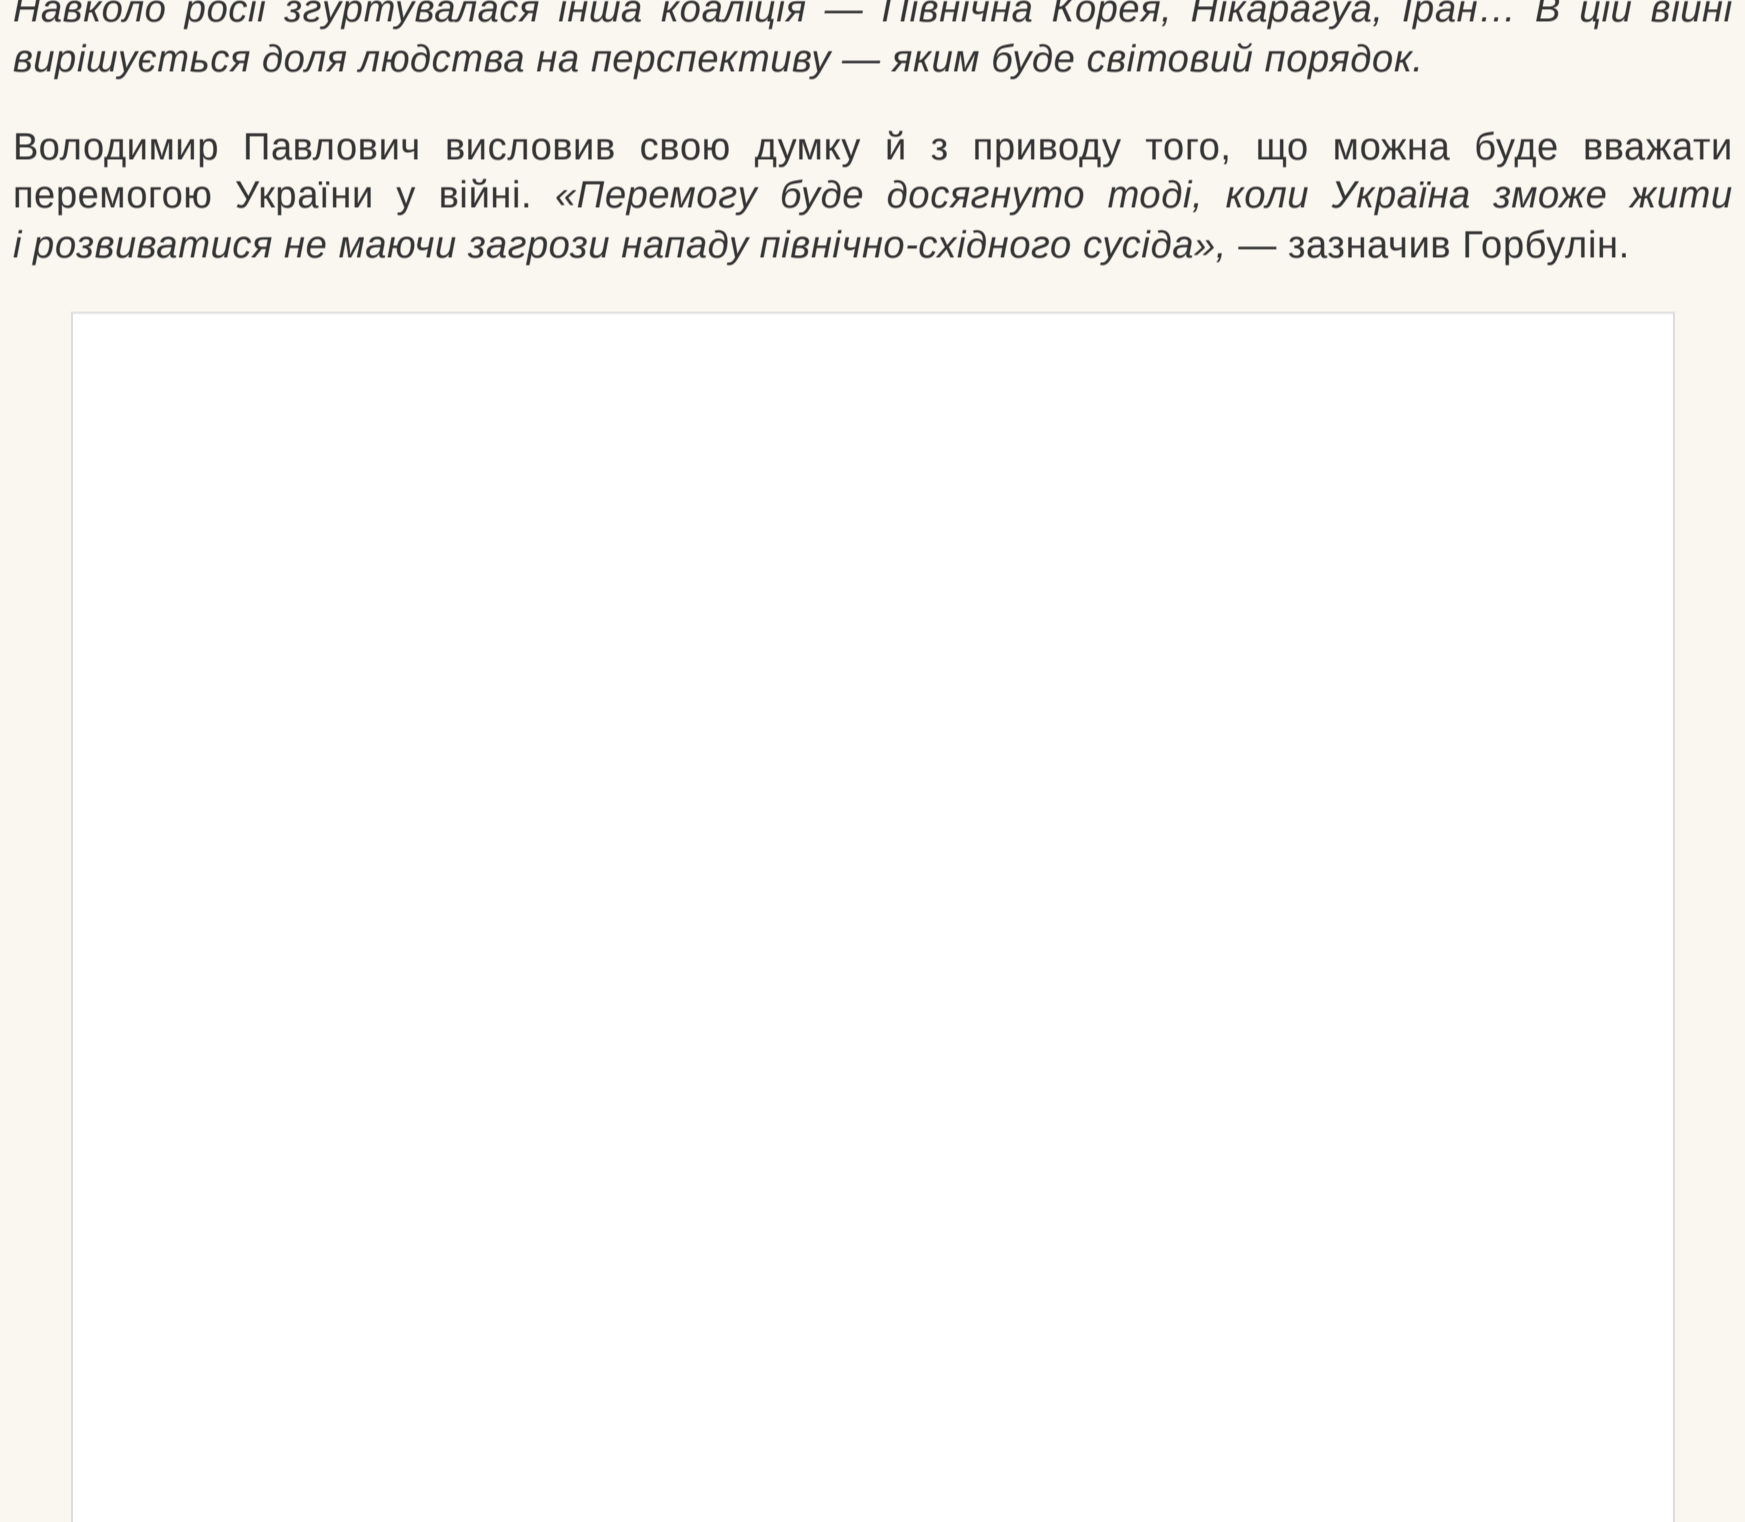 Навколо росії згуртувалася інша коаліція — Північна Корея, Нікарагуа, Іран… В цій війні
вирішується доля людства на перспективу — яким буде світовий порядок.
Володимир Павлович висловив свою думку й з приводу того, що можна буде вважати
перемогою України у війні. «Перемогу буде досягнуто тоді, коли Україна зможе жити
і розвиватися не маючи загрози нападу північно-східного сусіда», — зазначив Горбулін.